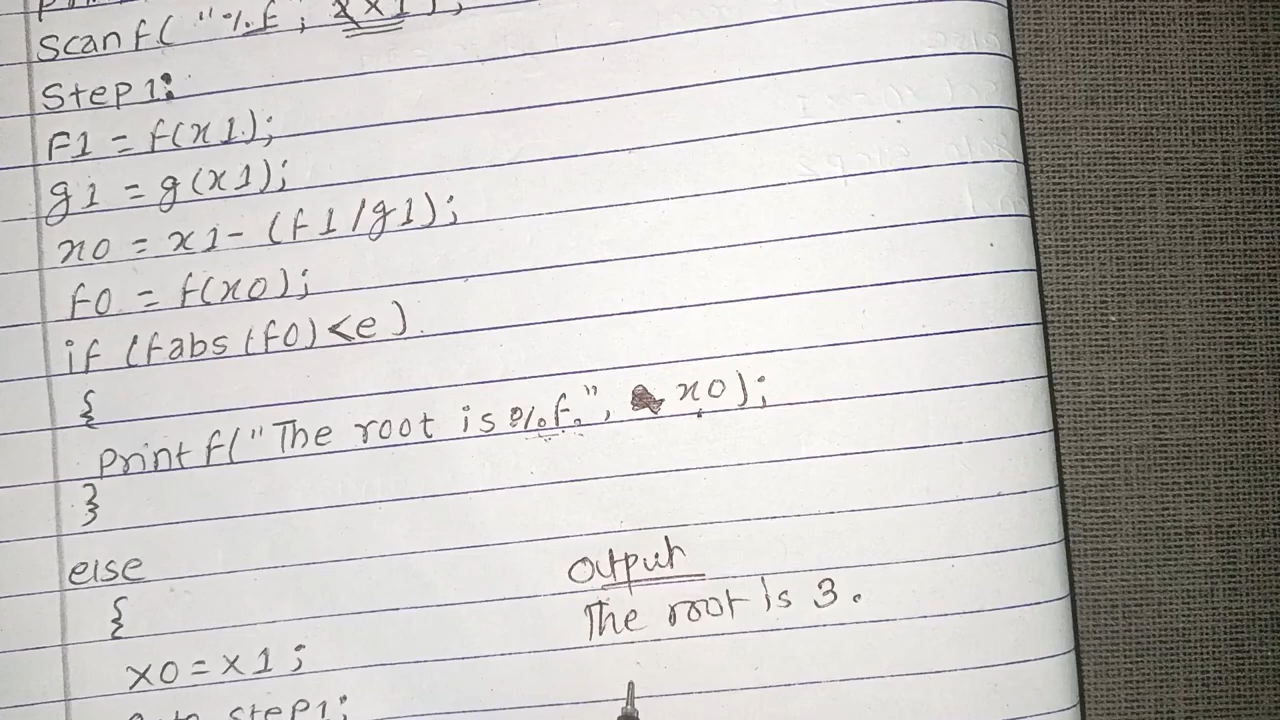 scanf("%f", &x1);
Step1:
F1 = f(x1);
g1 = g(x1);
x0 = x1-(f1/g1);
f0 = f(x0);
if (fabs(f0)<e).
{
printf("The root is %f.", x0);
}
else
{
Output
The root is 3.
x0=x1;
step1;